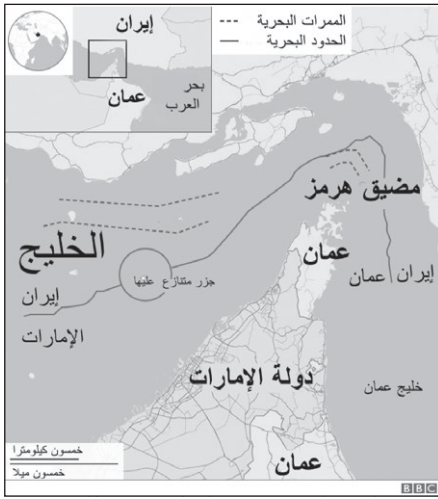 إيران
عمان
بحر
العرب
الممرات البحرية
الحدود البحرية
مضيق هرمز
الخليج
عمان
إيران
عمان
جزر متنازع عليها
إيران
الإمارات
دولة الإمارات
خليج عمان
عمان
خمسون كيلومترا
خمسون ميلا
BBC